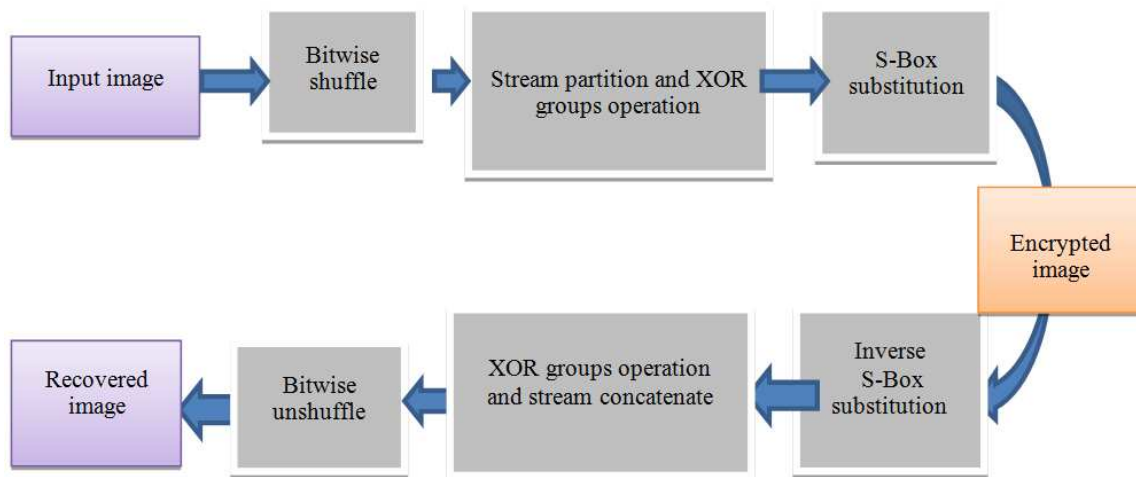 Input image
Bitwise
shuffle
Stream partition and XOR
groups operation
S-Box
substitution
Encrypted
image
Inverse
S-Box
substitution
XOR groups operation
and stream concatenate
Bitwise
unshuffle
Recovered
image